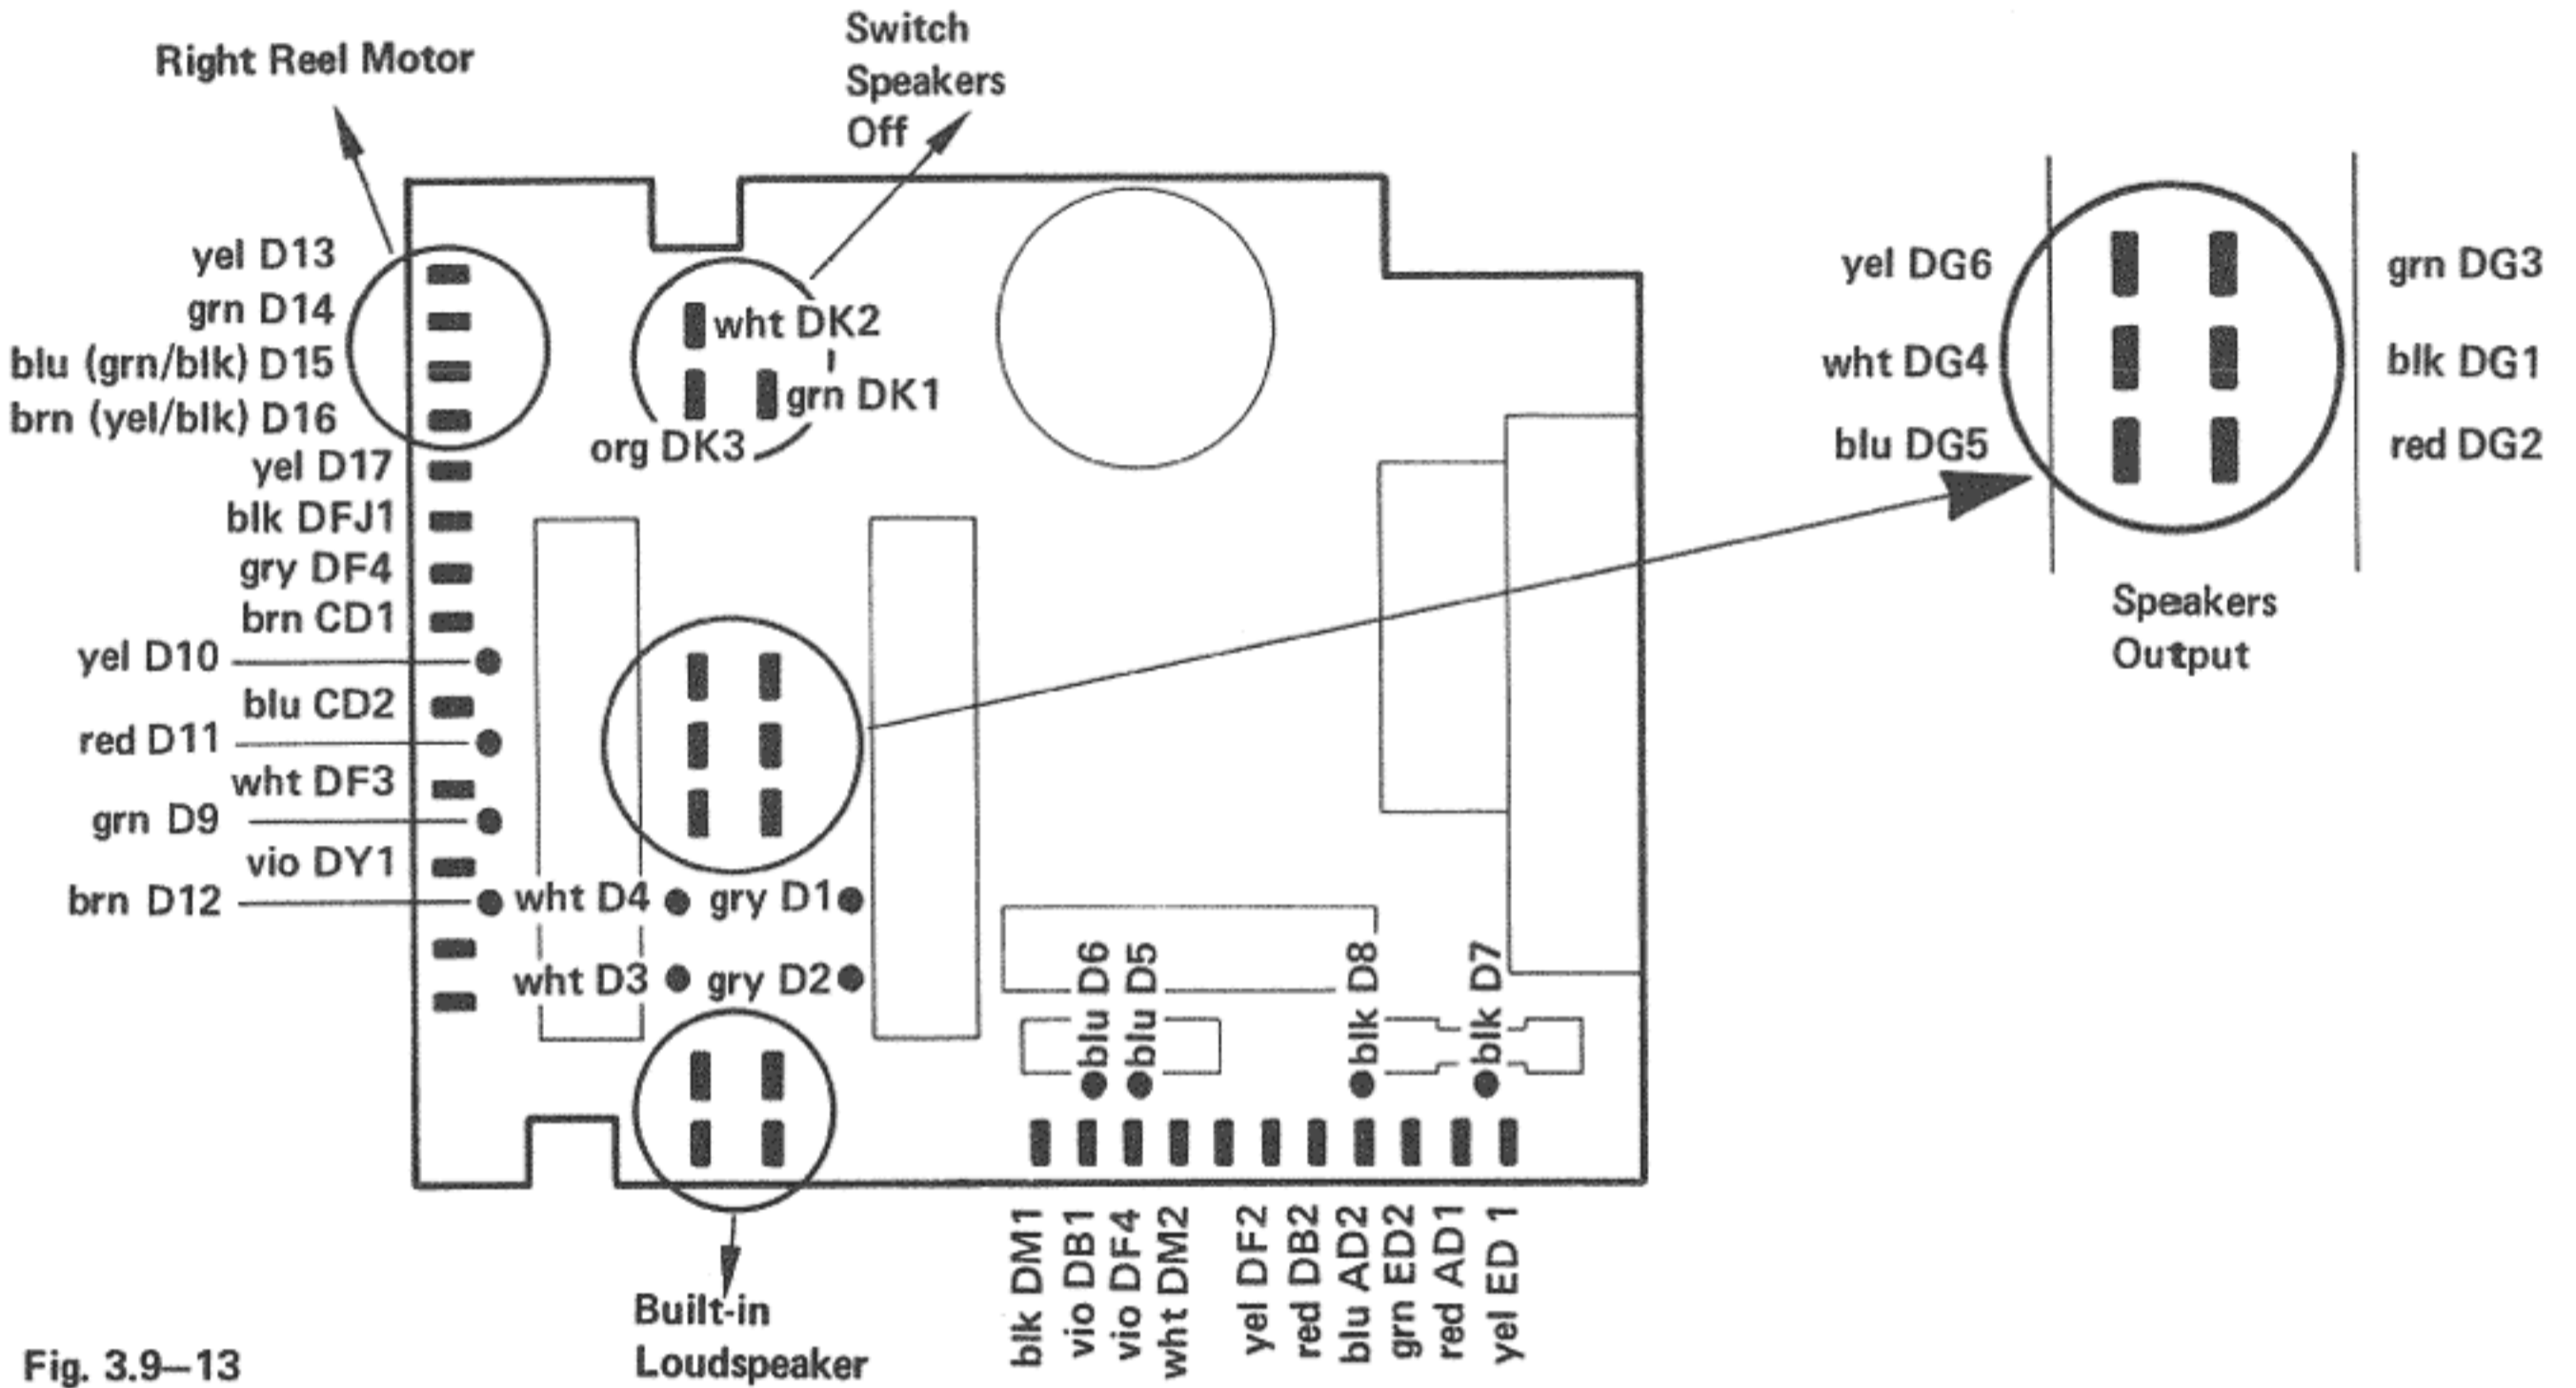 Right Reel Motor
Switch
Speakers
Off
yel D13
grn D14
blu (grn/blk) D15
brn (yel/blk) D16
yel D17
blk DFJ1
gry DF4
brn CD1
yel D10
blu CD2
red D11
wht DF3
grn D9
vio DY1
brn D12
wht DK2
grn DK1
org DK3
wht D4
gry D1
wht D3
gry D2
blu D6
blu D5
blk D8
blk D7
yel DG6
grn DG3
wht DG4
blk DG1
blu DG5
red DG2
Speakers
Output
blk DM1
vio DB1
vio DF4
wht DM2
yel DF2
red DB2
blu AD2
grn ED2
red AD1
yel ED 1
Built-in
Loudspeaker
Fig. 3.9–13